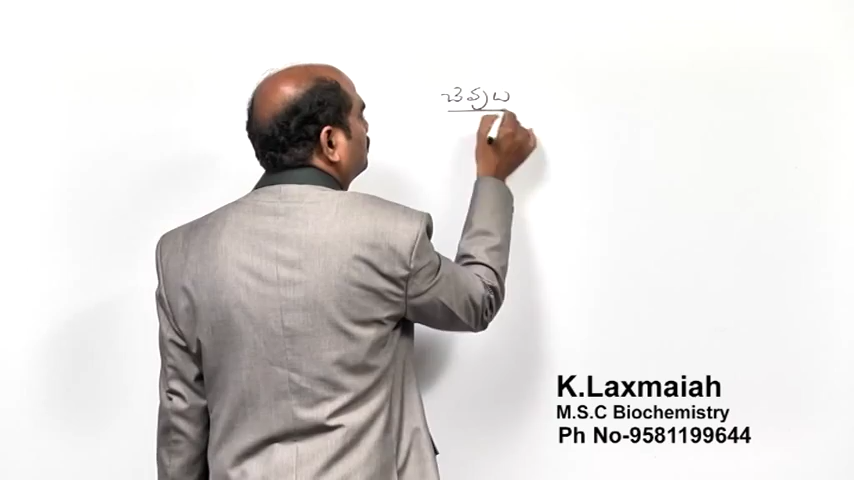 చెవుట
K.Laxmaiah
M.S.C Biochemistry
Ph No-9581199644